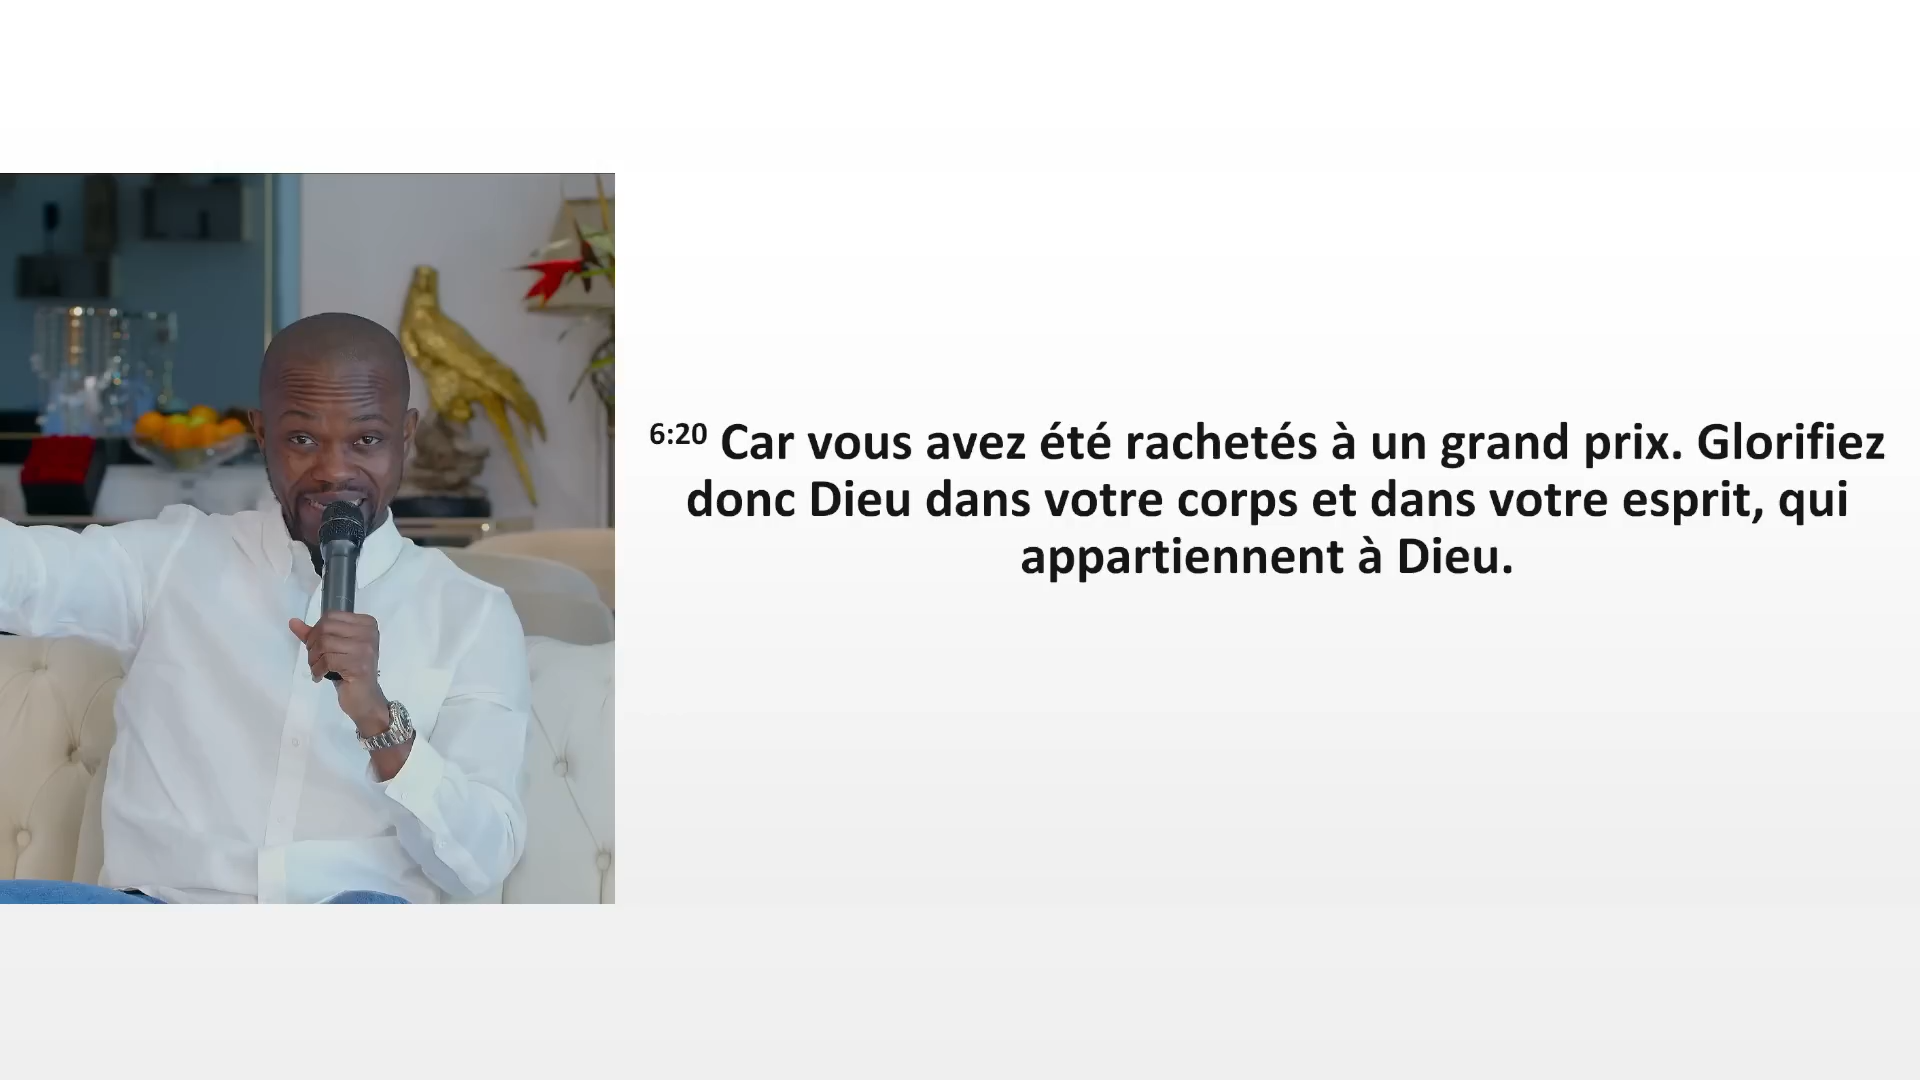 6:20 Car vous avez été rachetés à un grand prix. Glorifiez
donc Dieu dans votre corps et dans votre esprit, qui
appartiennent à Dieu.